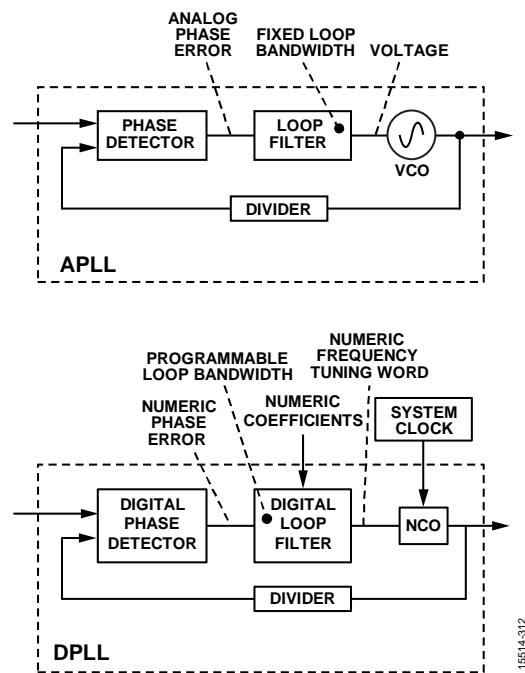 ANALOG
PHASE
ERROR
FIXED LOOP
BANDWIDTH
VOLTAGE
PHASE
DETECTOR
LOOP
FILTER
VCO
DIVIDER
APLL
PROGRAMMABLE
LOOP BANDWIDTH
NUMERIC
FREQUENCY
TUNING WORD
NUMERIC
PHASE
ERROR
NUMERIC
COEFFICIENTS
SYSTEM
CLOCK
DIGITAL
PHASE
DETECTOR
DIGITAL
LOOP
FILTER
NCO
DIVIDER
DPLL
15514-312